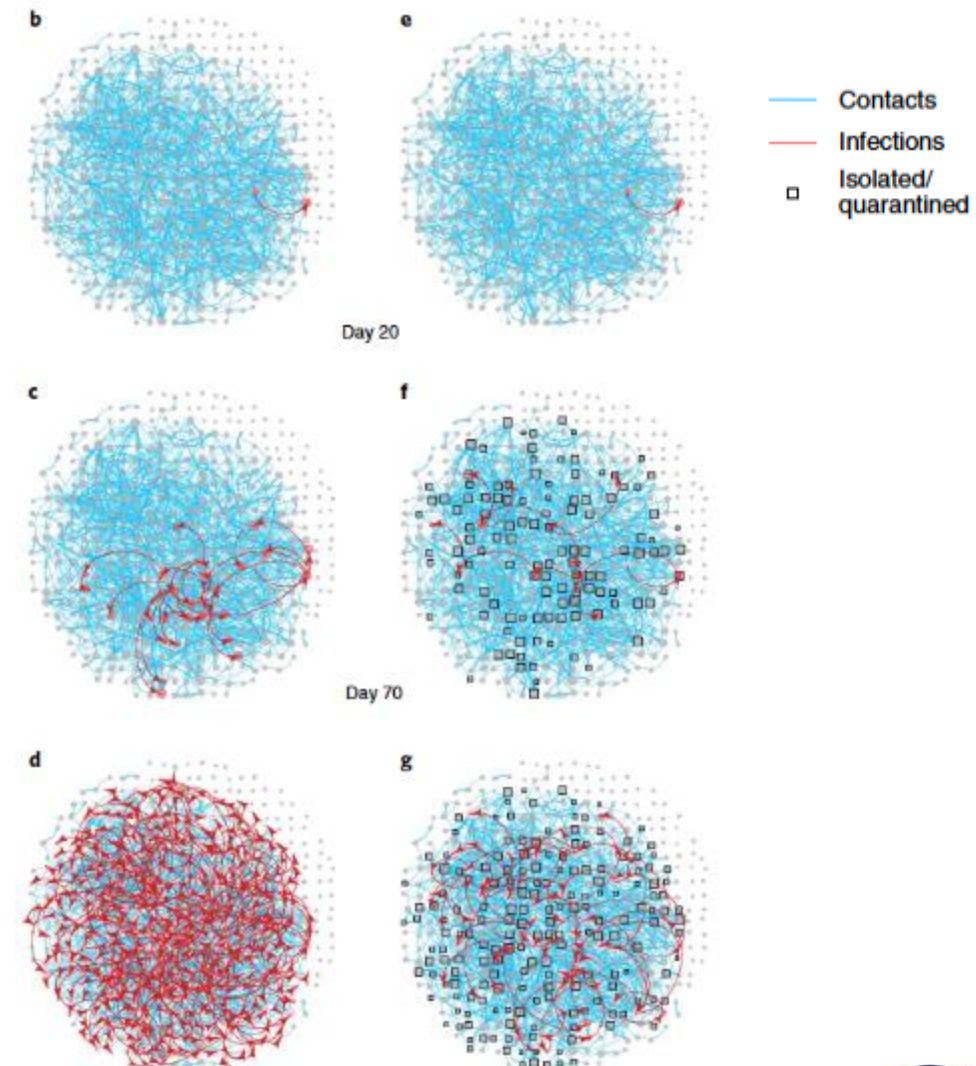 b
e
Contacts
Infections
Isolated/
quarantined
Day 20
c
f
Day 70
d
g